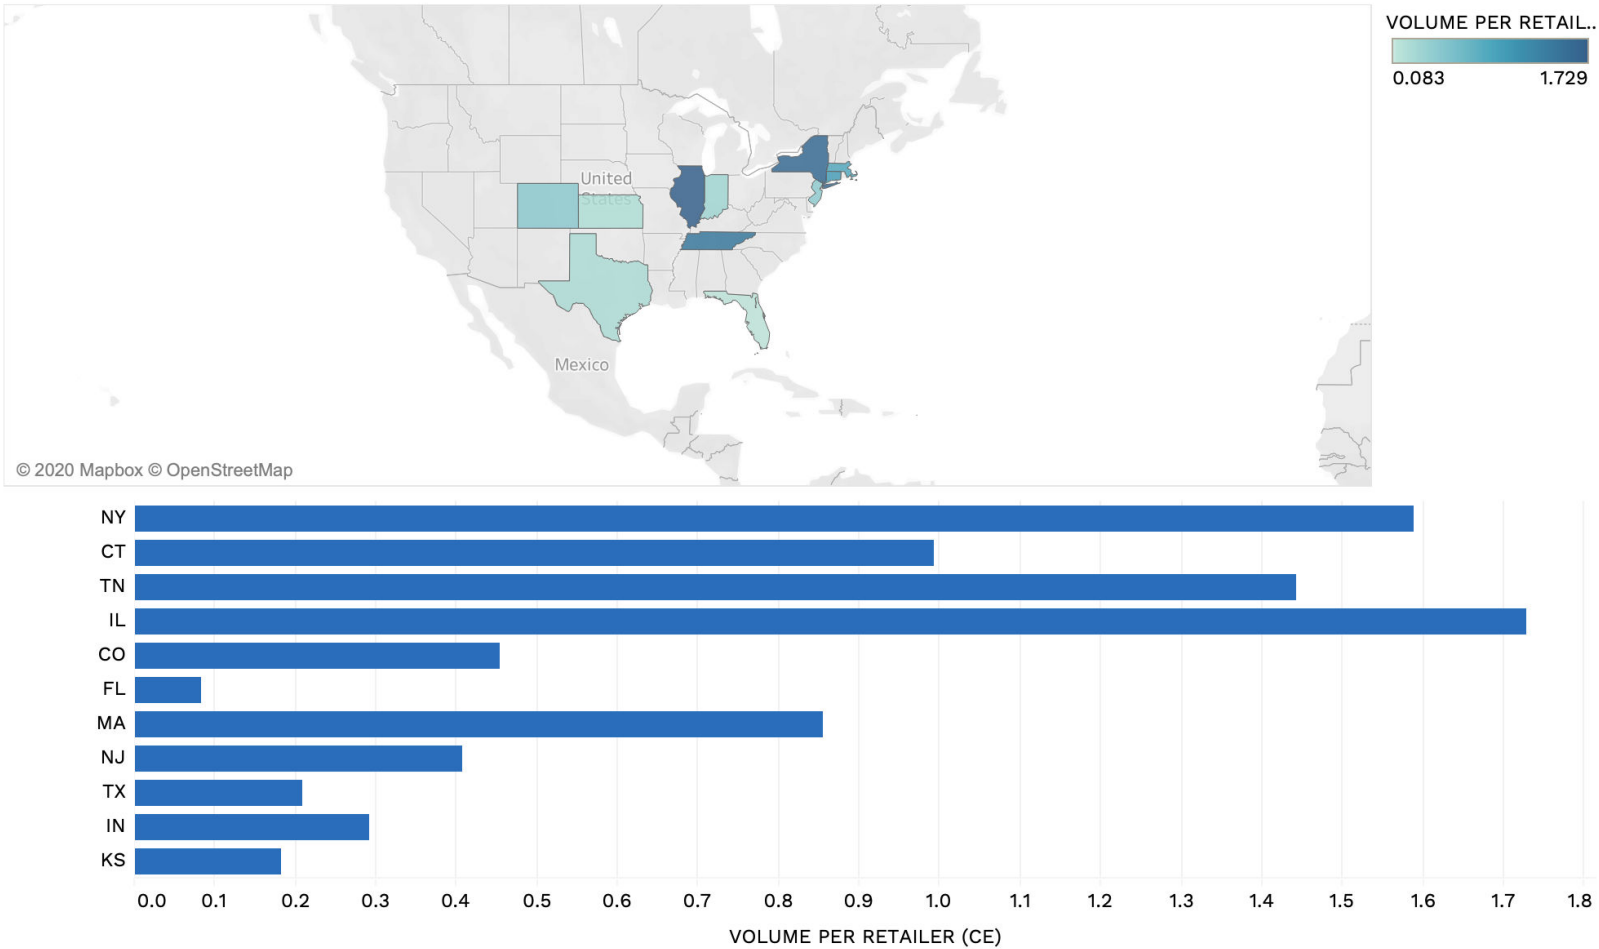 VOLUME PER RETAIL..
0.083 1.729
United
States
Mexico
© 2020 Mapbox © OpenStreetMap
NY
CT
TN
IL
CO
FL
MA
NJ
TX
IN
KS
0.0 0.1 0.2 0.3 0.4 0.5 0.6 0.7 0.8 0.9 1.0 1.1 1.2 1.3 1.4 1.5 1.6 1.7 1.8
VOLUME PER RETAILER (CE)